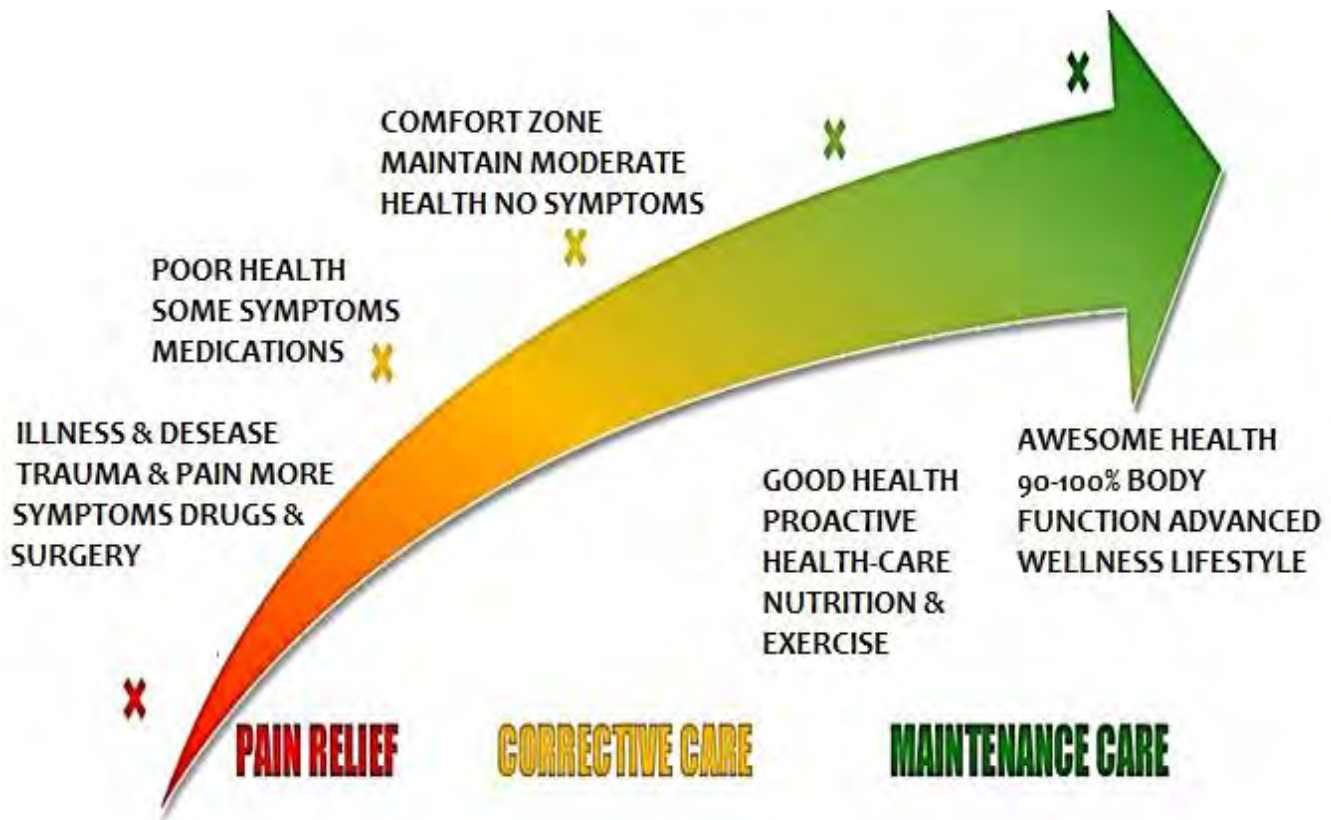 COMFORT ZONE
MAINTAIN MODERATE
HEALTH NO SYMPTOMS
POOR HEALTH
SOME SYMPTOMS
MEDICATIONS
ILLNESS & DESEASE
TRAUMA & PAIN MORE
SYMPTOMS DRUGS &
SURGERY
GOOD HEALTH
PROACTIVE
HEALTH-CARE
NUTRITION &
EXERCISE
AWESOME HEALTH
90-100% BODY
FUNCTION ADVANCED
WELLNESS LIFESTYLE
PAIN RELIEF
CORRECTIVE CARE
MAINTENANCE CARE